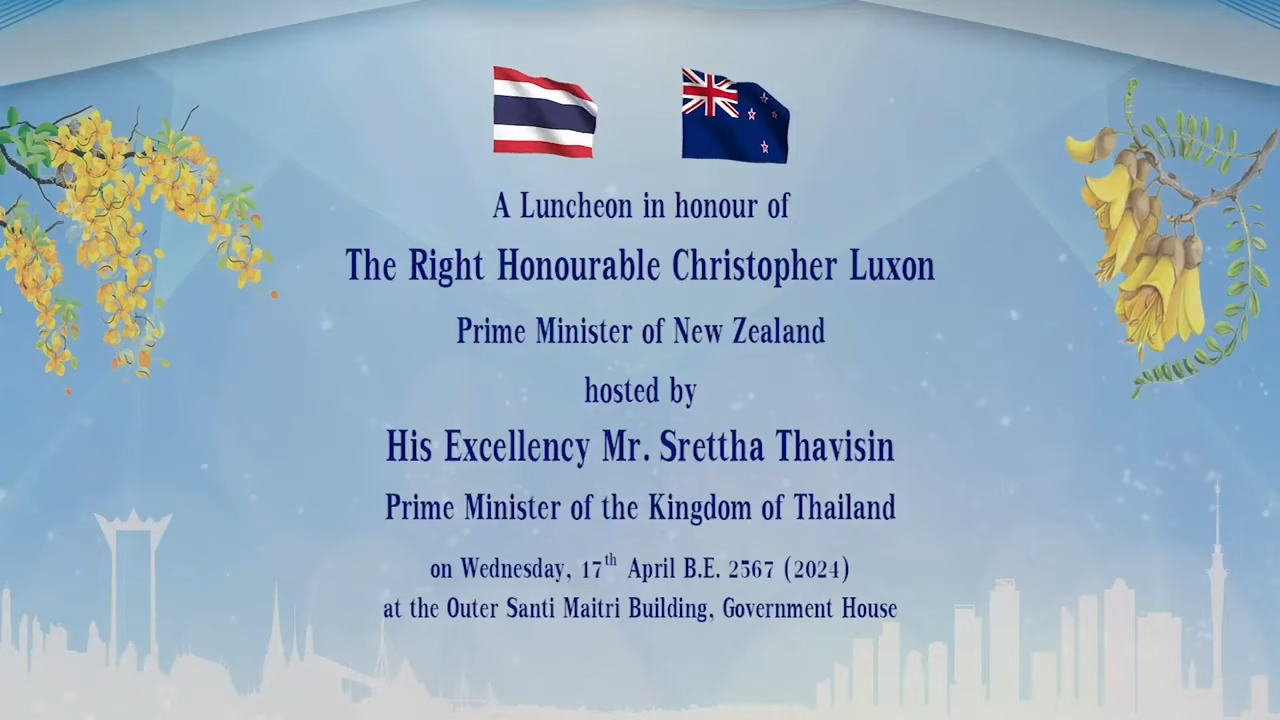 A Luncheon in honour of
The Right Honourable Christopher Luxon
Prime Minister of New Zealand
hosted by
His Excellency Mr. Srettha Thavisin
Prime Minister of the Kingdom of Thailand
on Wednesday, 17th April B.E. 2567 (2024)
at the Outer Santi Maitri Building, Government House